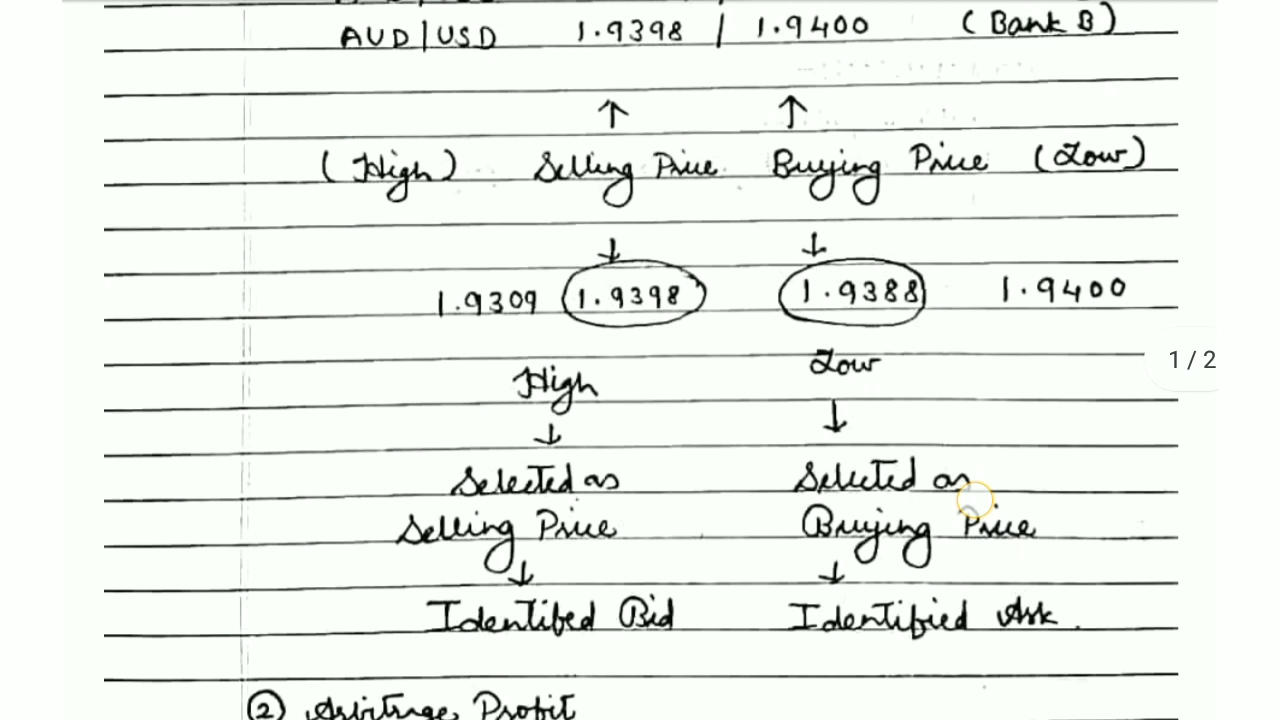 AUD/USD 1.9398 / 1.9400 (Bank B)
↑ ↑
(High) Selling Price Buying Price (Low)
↓ ↓
1.9309 1.9398 1.9388 1.9400
1 / 2
High Low
↓ ↓
Selected as Selected as
Selling Price Buying Price
↓ ↓
Identified Bid Identified Ask.
② Arbitrage Profit